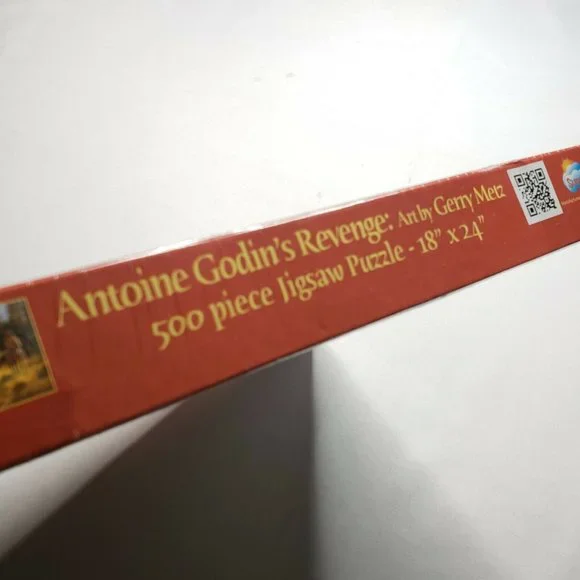 Antoine Godin's Revenge: Art by Gerry Metz
500 piece Jigsaw Puzzle - 18" x 24"